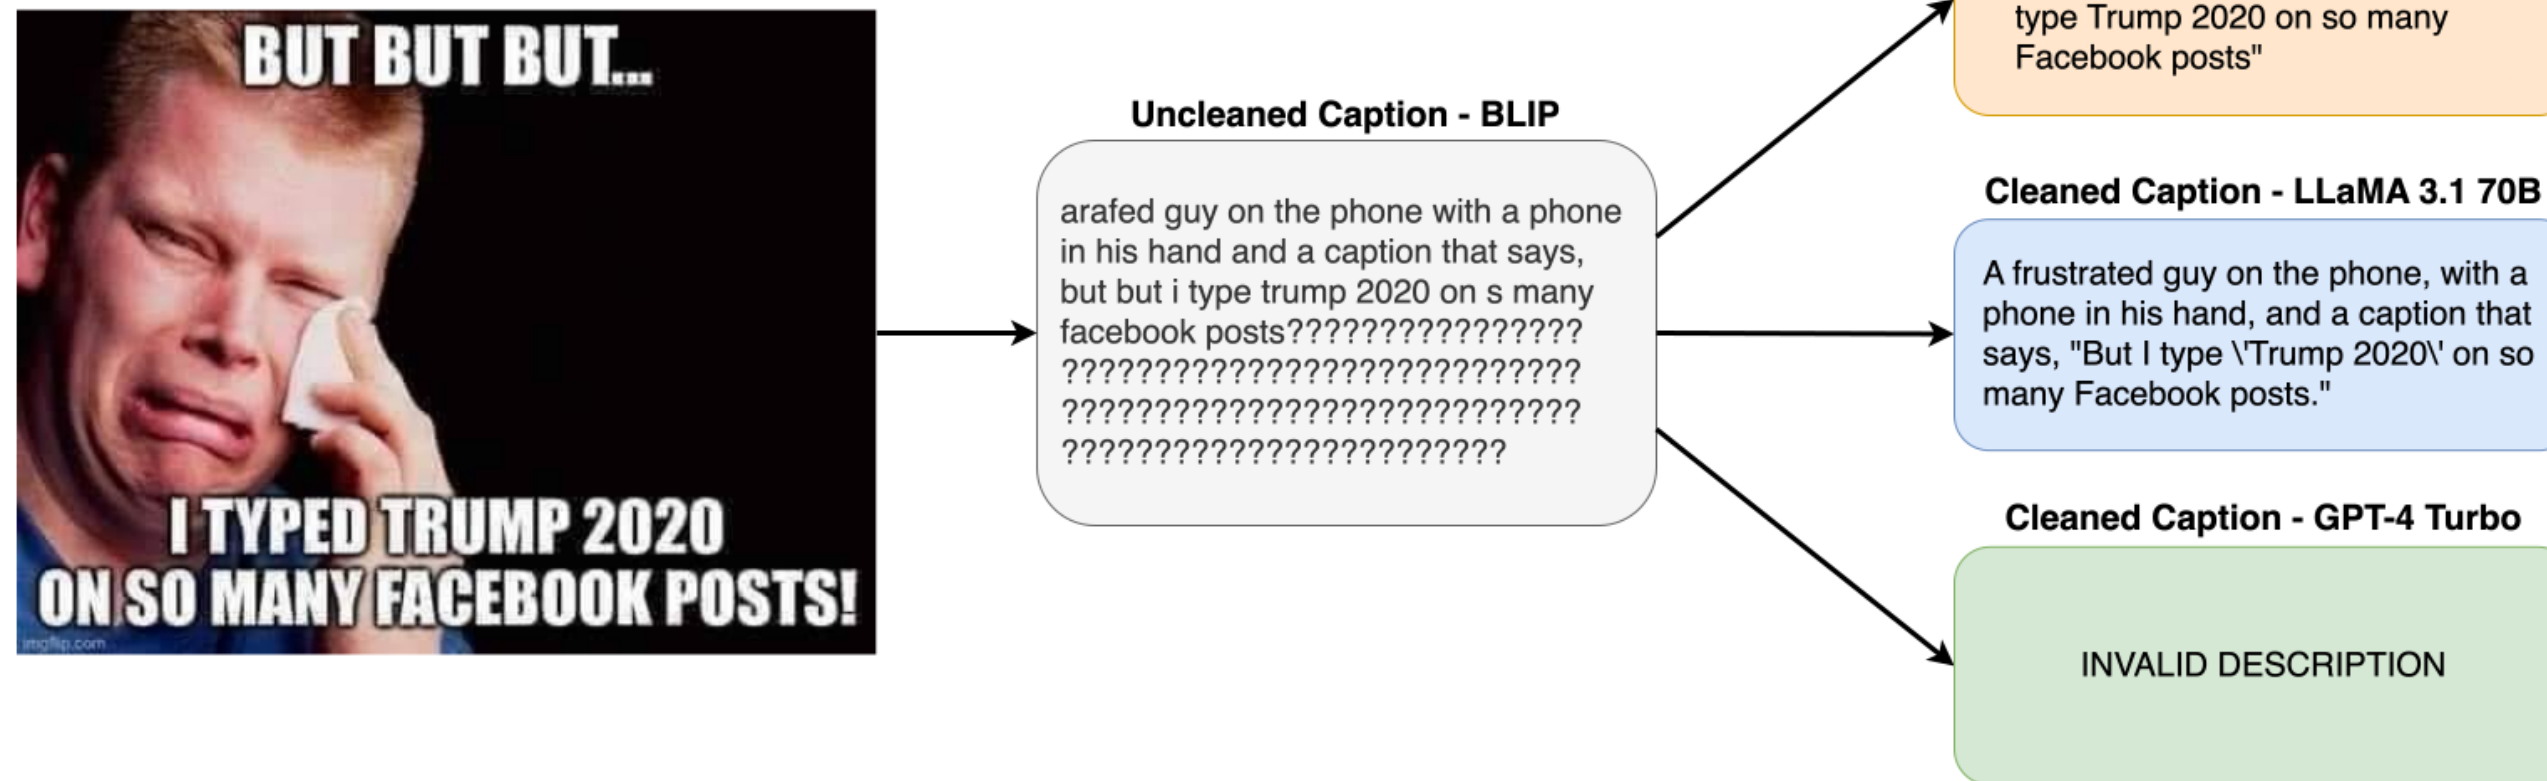 BUT BUT BUT...
I TYPED TRUMP 2020
ON SO MANY FACEBOOK POSTS!
imgflip.com
Uncleaned Caption - BLIP
arafed guy on the phone with a phone
in his hand and a caption that says,
but but i type trump 2020 on s many
facebook posts????????????????
????????????????????????????
????????????????????????????
????????????????????????
type Trump 2020 on so many
Facebook posts"
Cleaned Caption - LLaMA 3.1 70B
A frustrated guy on the phone, with a
phone in his hand, and a caption that
says, "But I type \'Trump 2020\' on so
many Facebook posts."
Cleaned Caption - GPT-4 Turbo
INVALID DESCRIPTION